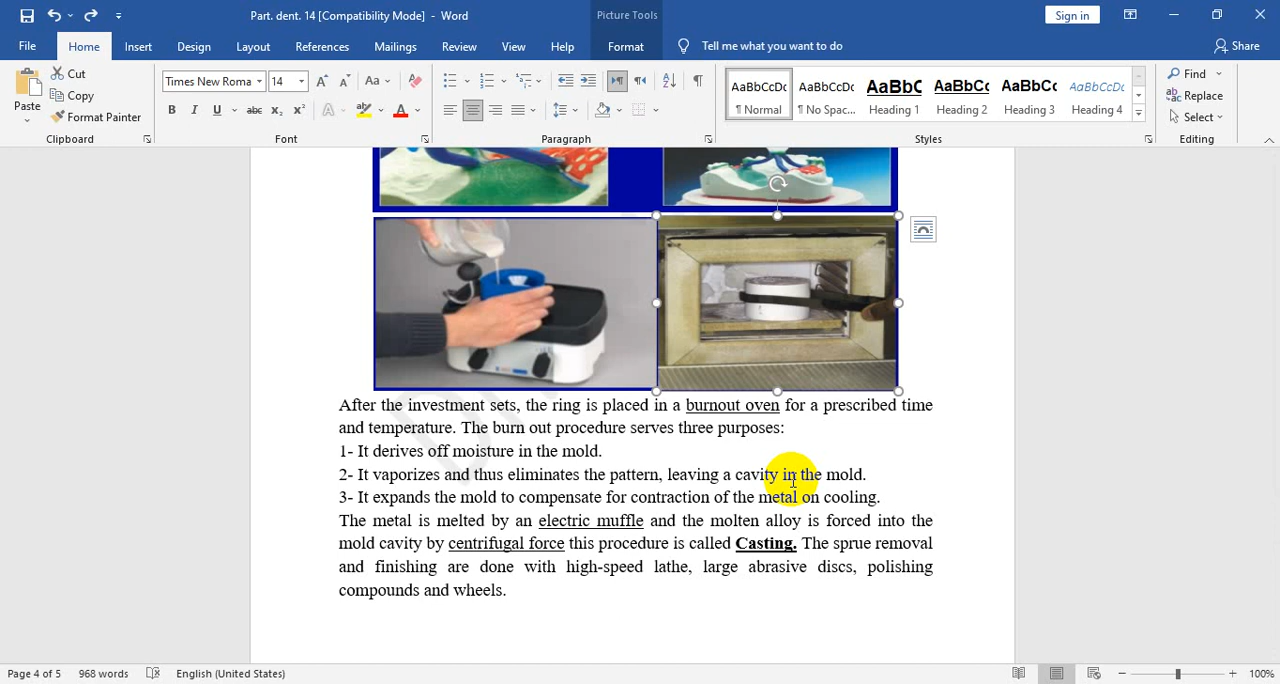 Part. dent. 14 [Compatibility Mode] - Word
Picture Tools
Sign in
File Home Insert Design Layout References Mailings Review View Help Format Tell me what you want to do Share
Paste
Cut
Copy
Format Painter
Clipboard
Times New Roma 14
Font
Paragraph
AaBbCcDc AaBbCcDc AaBbC AaBbCc AaBbCc AaBbCcDc
¶ Normal ¶ No Spac... Heading 1 Heading 2 Heading 3 Heading 4
Styles
Find
Replace
Select
Editing
After the investment sets, the ring is placed in a burnout oven for a prescribed time
and temperature. The burn out procedure serves three purposes:
1- It derives off moisture in the mold.
2- It vaporizes and thus eliminates the pattern, leaving a cavity in the mold.
3- It expands the mold to compensate for contraction of the metal on cooling.
The metal is melted by an electric muffle and the molten alloy is forced into the
mold cavity by centrifugal force this procedure is called Casting. The sprue removal
and finishing are done with high-speed lathe, large abrasive discs, polishing
compounds and wheels.
Page 4 of 5 968 words English (United States) 100%